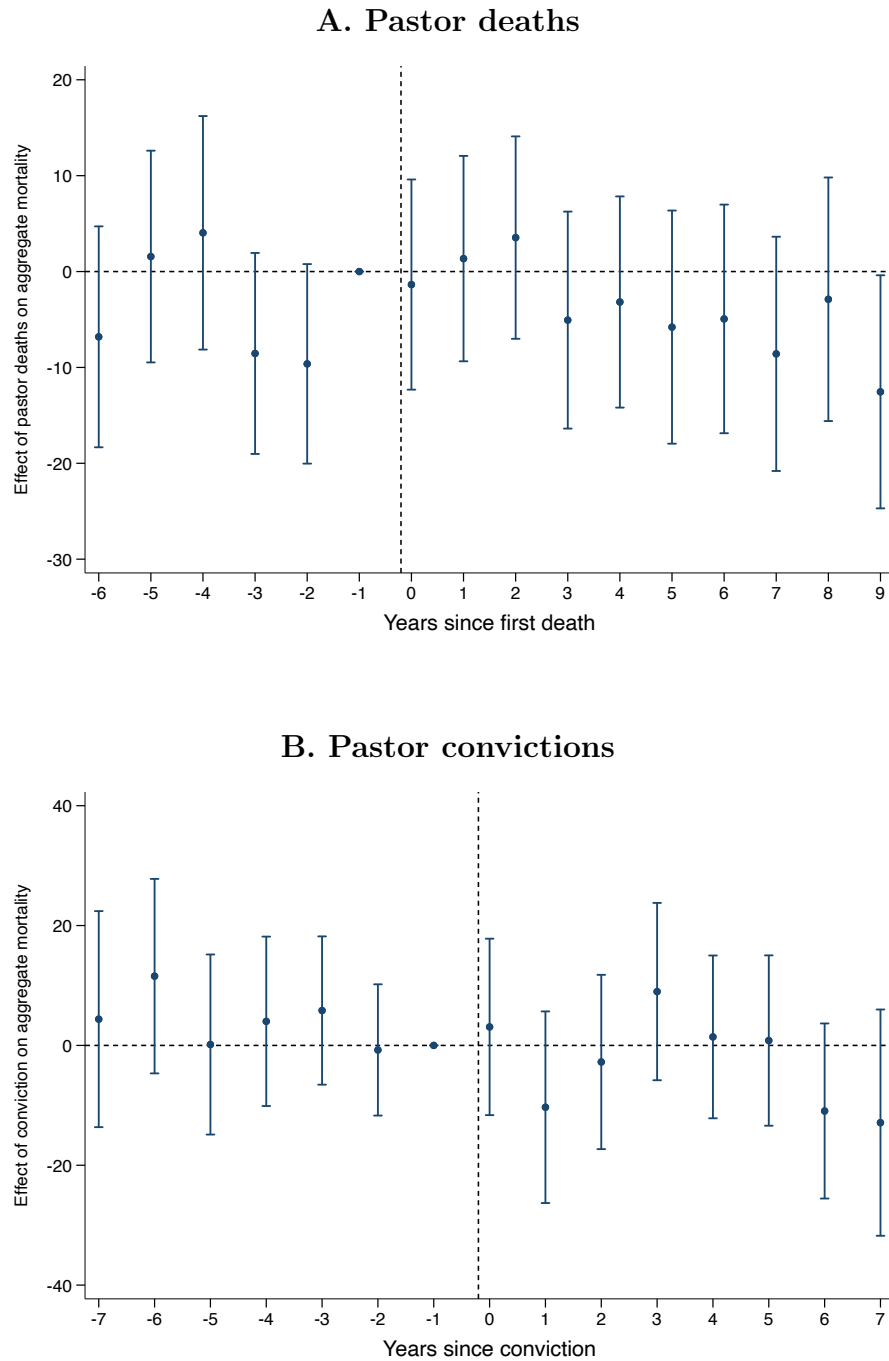 A. Pastor deaths
Effect of pastor deaths on aggregate mortality
20
10
0
-10
-20
-30
-6 -5 -4 -3 -2 -1 0 1 2 3 4 5 6 7 8 9
Years since first death
B. Pastor convictions
Effect of conviction on aggregate mortality
40
20
0
-20
-40
-7 -6 -5 -4 -3 -2 -1 0 1 2 3 4 5 6 7
Years since conviction